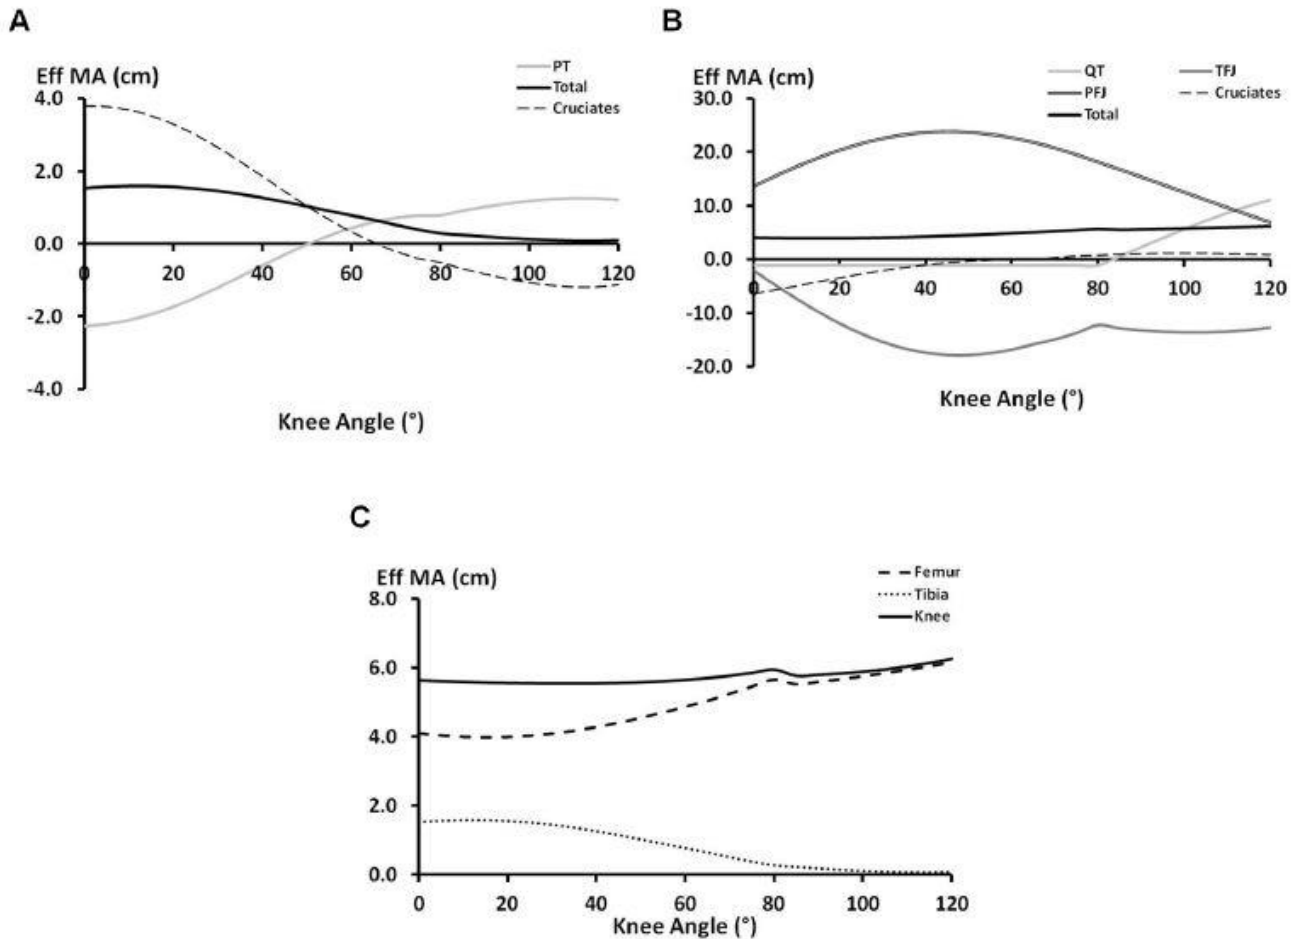 A
Eff MA (cm)
PT
Total
Cruciates
4.0
2.0
0.0
-2.0
-4.0
0 20 40 60 80 100 120
Knee Angle (°)
B
Eff MA (cm)
QT TFJ
PFJ Cruciates
Total
30.0
20.0
10.0
0.0
-10.0
-20.0
0 20 40 60 80 100 120
Knee Angle (°)
C
Eff MA (cm)
Femur
Tibia
Knee
8.0
6.0
4.0
2.0
0.0
0 20 40 60 80 100 120
Knee Angle (°)